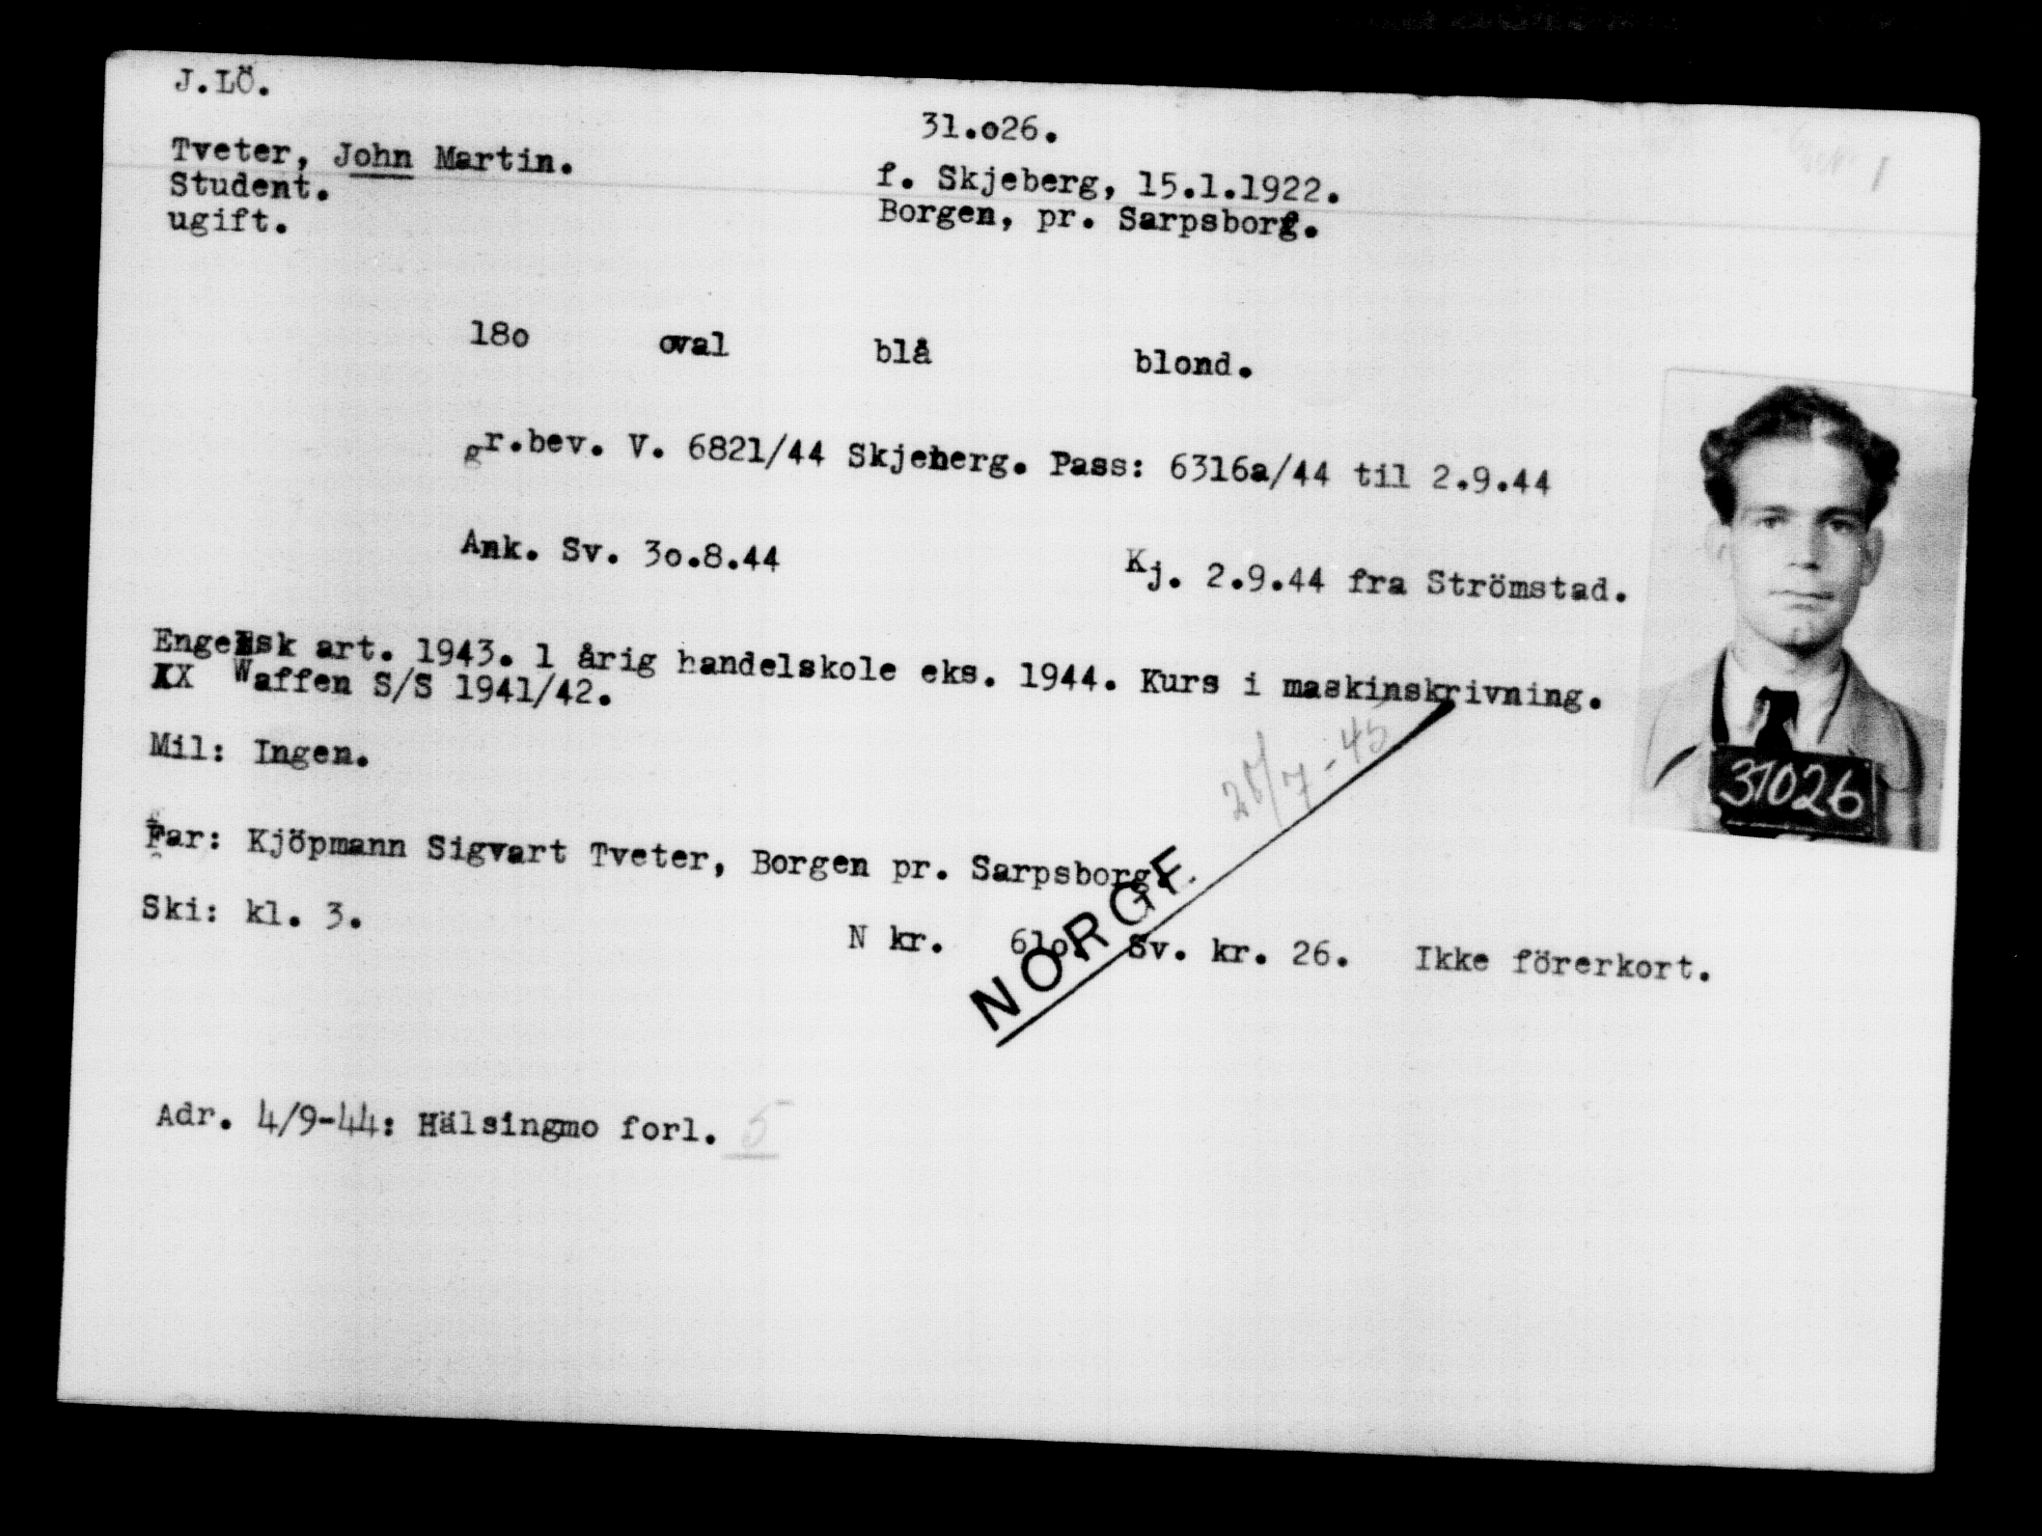 J.LÖ.
31.o26.
Tveter, John Martin.
f. Skjeberg, 15.1.1922.
Student.
Borgen, pr. Sarpsborg.
ugift.
18o oval blå blond.
gr.bev. V. 6821/44 Skjeberg. Pass: 6316a/44 til 2.9.44
Ank. Sv. 3o.8.44 Kj. 2.9.44 fra Strömstad.
31026
Engelsk art. 1943. 1 årig handelskole eks. 1944. Kurs i maskinskrivning.
XX Waffen S/S 1941/42.
Mil: Ingen.
Far: Kjöpmann Sigvart Tveter, Borgen pr. Sarpsborg.
NORGE
Ski: kl. 3.
N kr. 61o. Sv. kr. 26. Ikke förerkort.
Adr. 4/9-44: Hälsingmo forl. 5